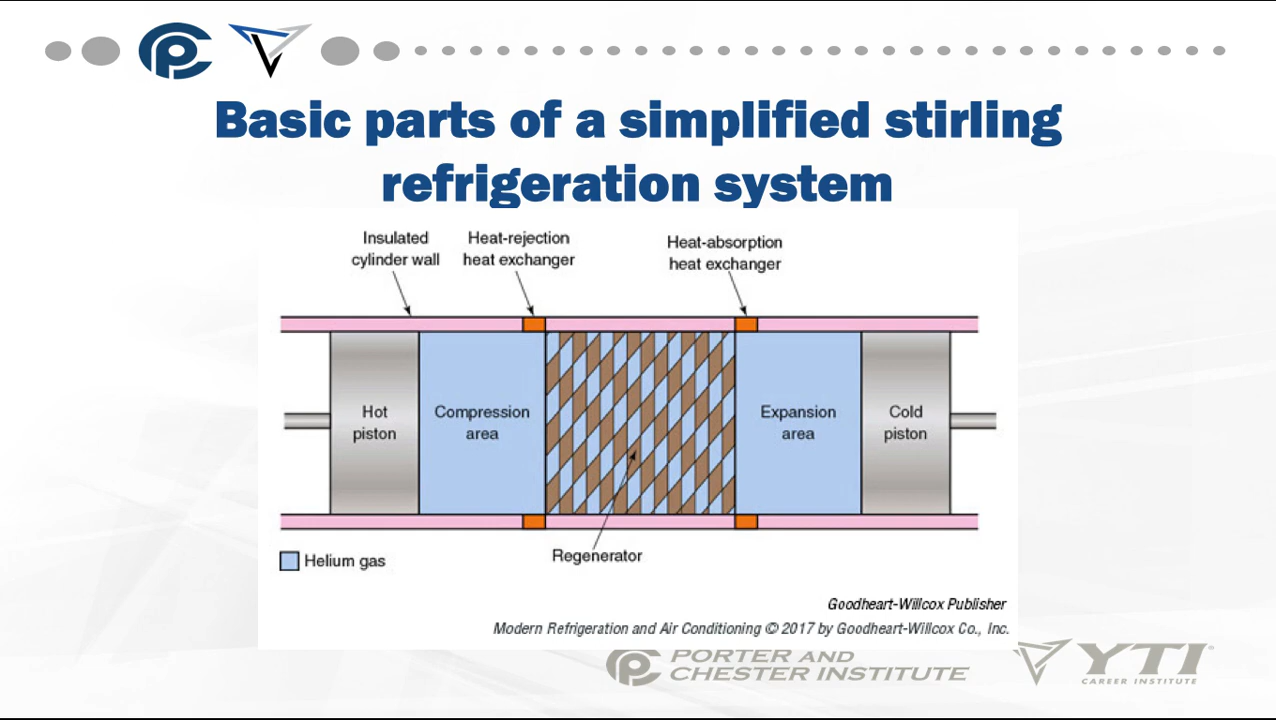 Basic parts of a simplified stirling
refrigeration system
Insulated
cylinder wall
Heat-rejection
heat exchanger
Heat-absorption
heat exchanger
Hot
piston
Compression
area
Expansion
area
Cold
piston
Regenerator
Helium gas
Goodheart-Willcox Publisher
Modern Refrigeration and Air Conditioning © 2017 by Goodheart-Willcox Co., Inc.
PORTER AND
CHESTER INSTITUTE
YTI
CAREER INSTITUTE